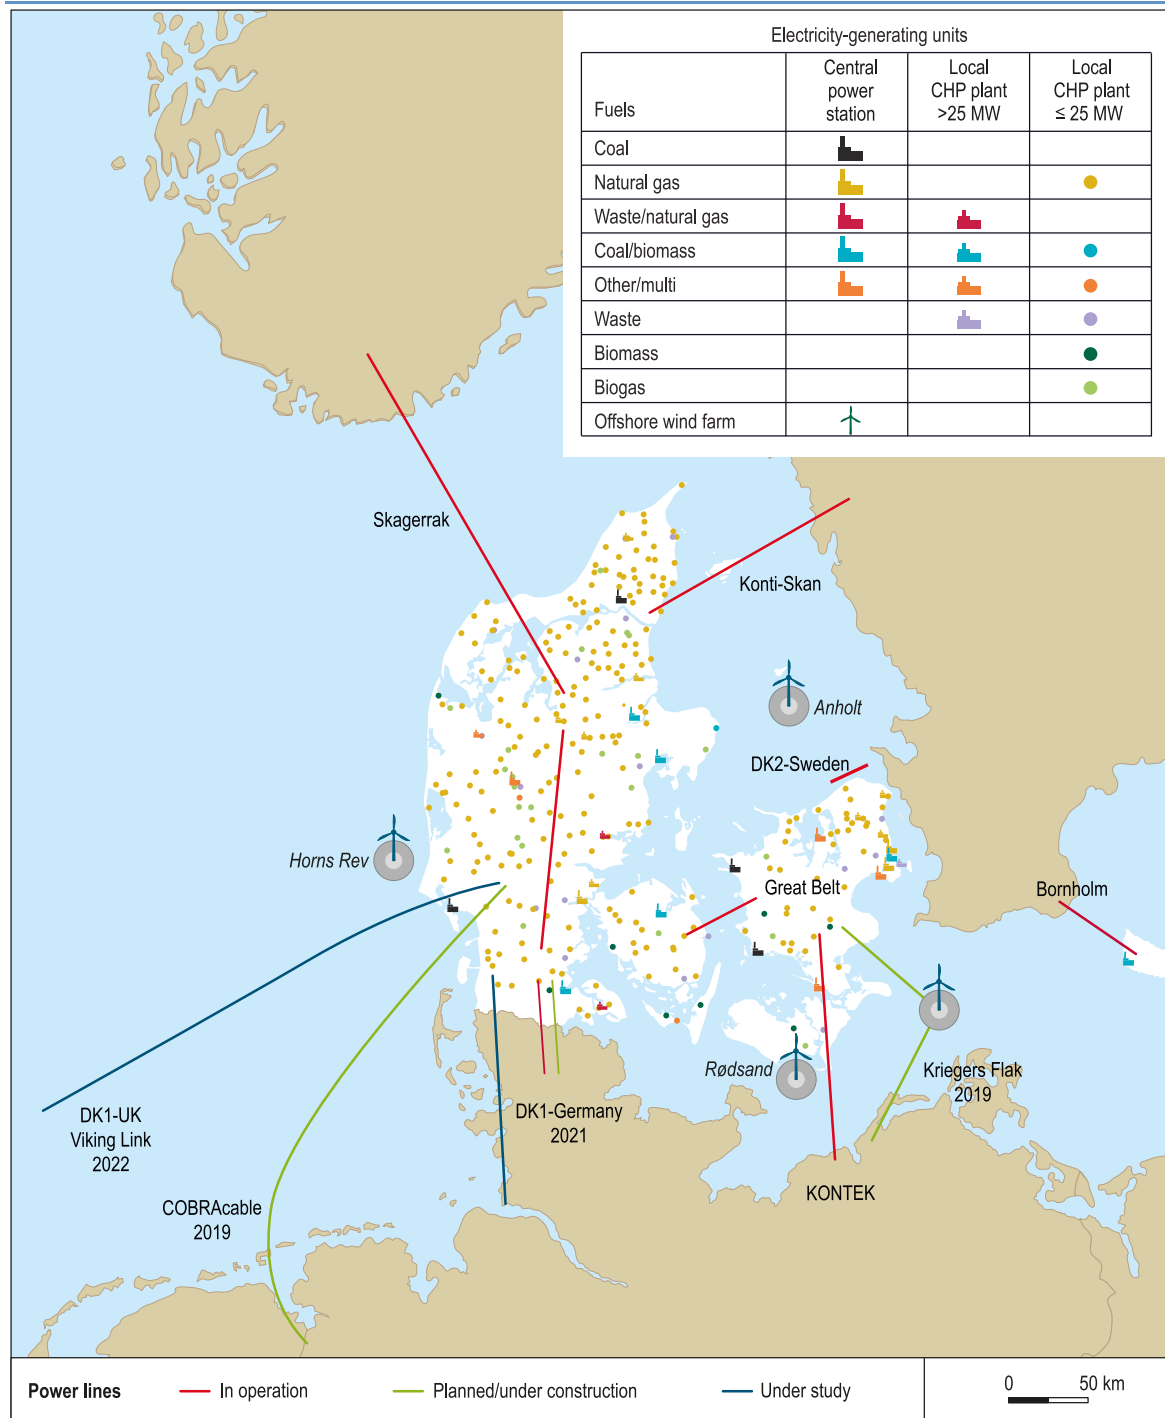 Electricity-generating units
Fuels
Central
power
station
Local
CHP plant
>25 MW
Local
CHP plant
≤ 25 MW
Coal
Natural gas
Waste/natural gas
Coal/biomass
Other/multi
Waste
Biomass
Biogas
Offshore wind farm
Skagerrak
Konti-Skan
Anholt
DK2-Sweden
Horns Rev
Great Belt
Bornholm
Rødsand
Kriegers Flak
2019
DK1-Germany
2021
DK1-UK
Viking Link
2022
KONTEK
COBRAcable
2019
Power lines
In operation
Planned/under construction
Under study
0 50 km